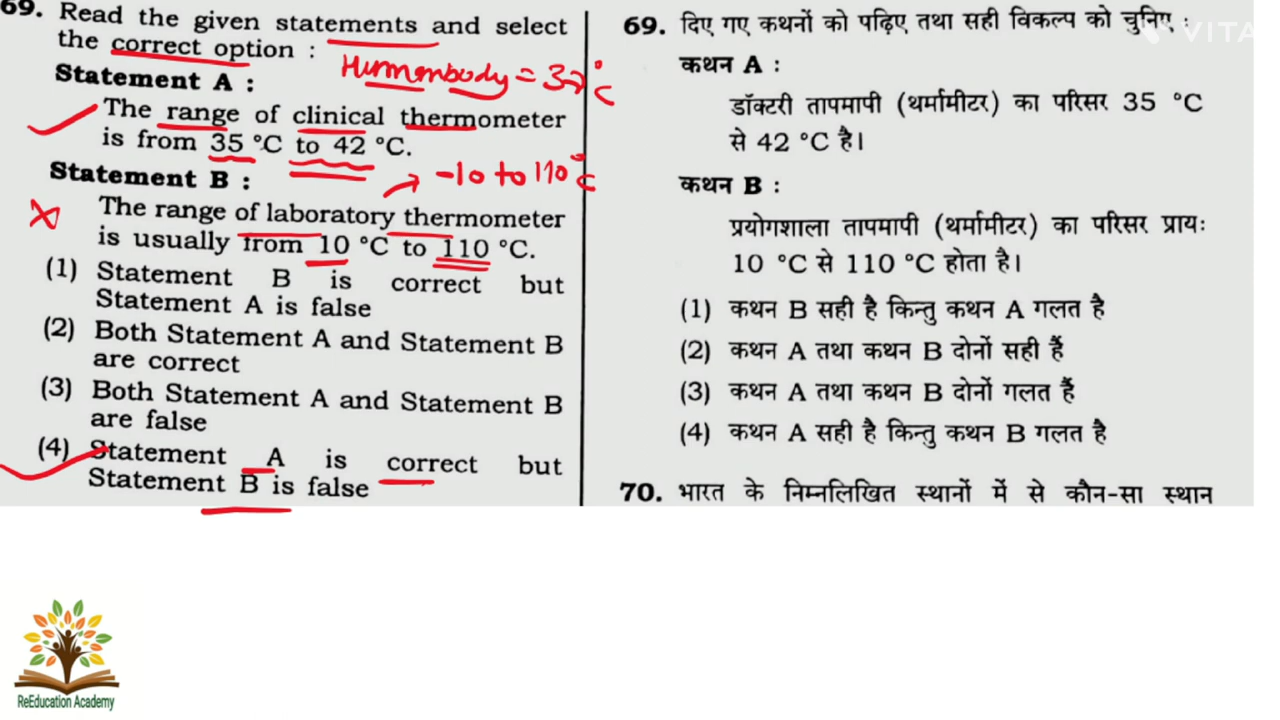 69. Read the given statements and select
the correct option :
Humenbody = 37°C
Statement A :
The range of clinical thermometer
is from 35 °C to 42 °C.
Statement B :
-10 to 110°C
The range of laboratory thermometer
is usually from 10 °C to 110 °C.
(1) Statement B is correct but
Statement A is false
(2) Both Statement A and Statement B
are correct
(3) Both Statement A and Statement B
are false
(4) Statement A is correct but
Statement B is false
69. दिए गए कथनों को पढ़िए तथा सही विकल्प को चुनिए :
VITA
कथन A :
डॉक्टरी तापमापी (थर्मामीटर) का परिसर 35 °C
से 42 °C है।
कथन B :
प्रयोगशाला तापमापी (थर्मामीटर) का परिसर प्रायः
10 °C से 110 °C होता है।
(1) कथन B सही है किन्तु कथन A गलत है
(2) कथन A तथा कथन B दोनों सही हैं
(3) कथन A तथा कथन B दोनों गलत हैं
(4) कथन A सही है किन्तु कथन B गलत है
70. भारत के निम्नलिखित स्थानों में से कौन-सा स्थान
ReEducation Academy